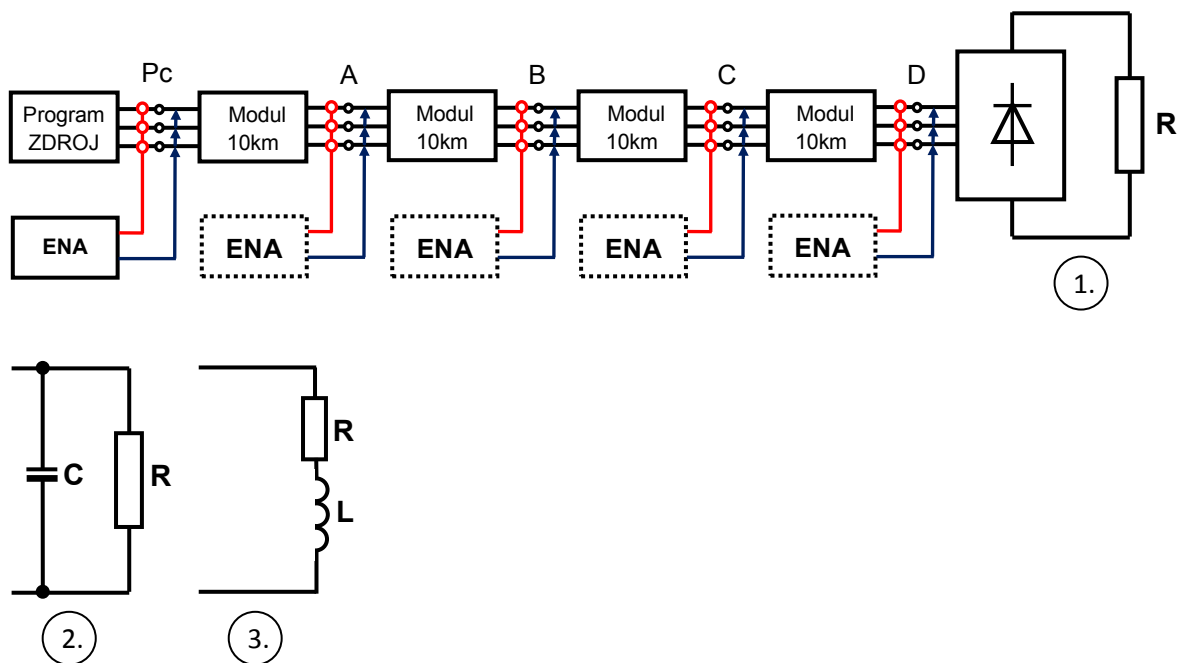 Pc
A
B
C
D
Program
ZDROJ
Modul
10km
Modul
10km
Modul
10km
Modul
10km
R
ENA
ENA
ENA
ENA
ENA
1.
C
R
R
L
2.
3.